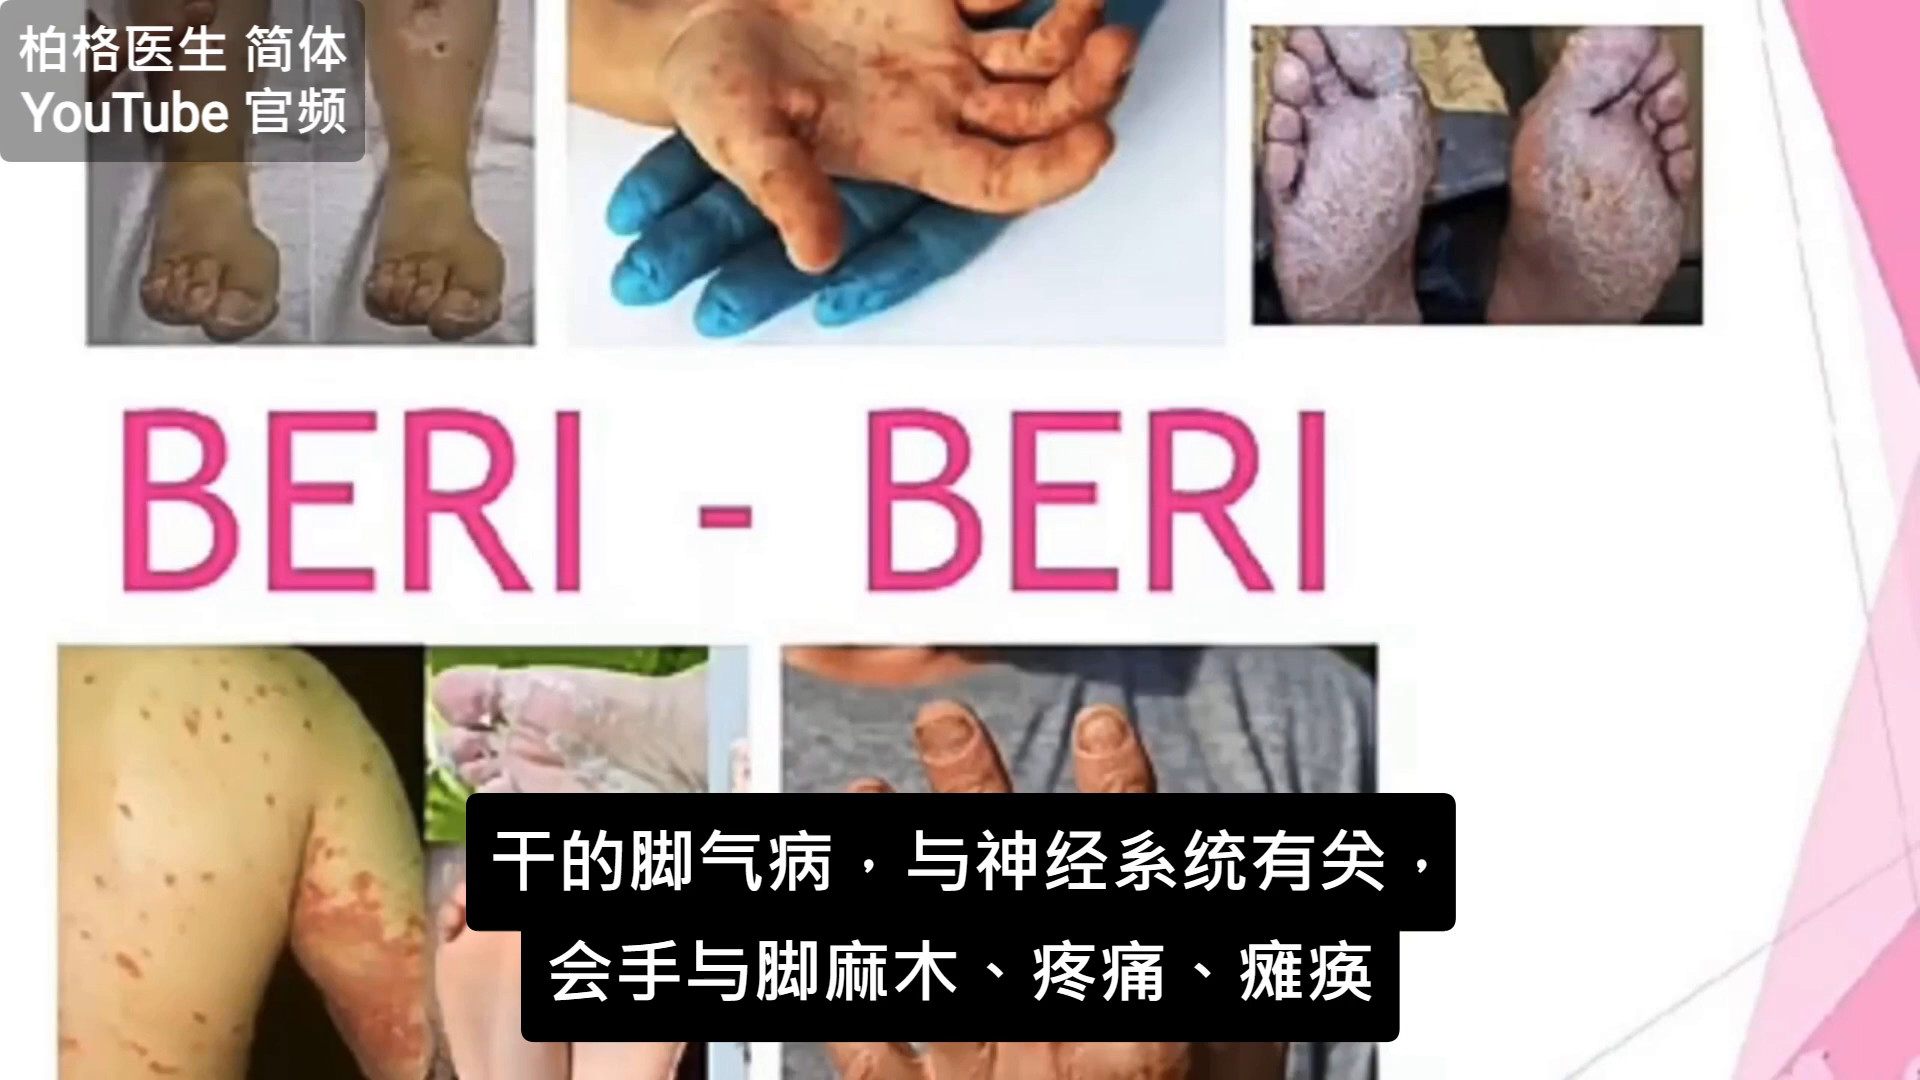 柏格医生 简体
YouTube 官频
BERI - BERI
干的脚气病，与神经系统有关，
会手与脚麻木、疼痛、瘫痪